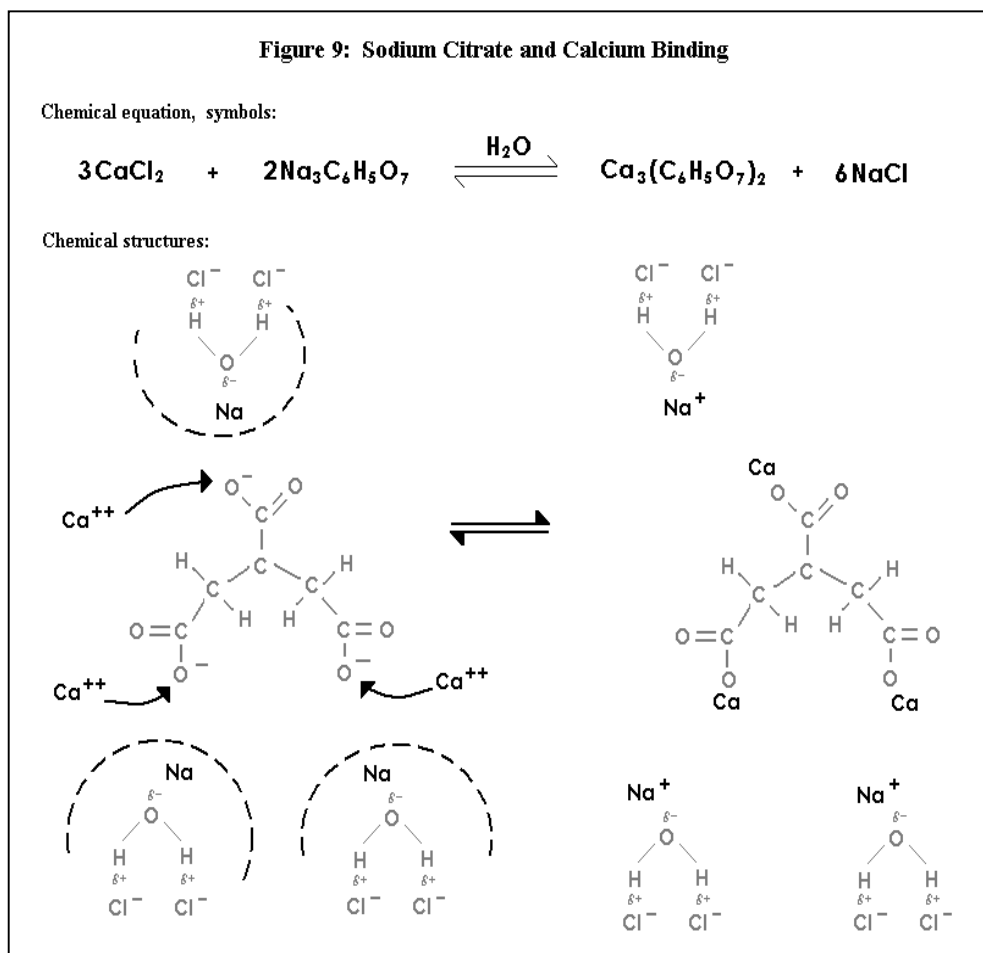 Figure 9: Sodium Citrate and Calcium Binding
Chemical equation, symbols:
3CaCl₂ + 2Na₃C₆H₅O₇ H₂O Ca₃(C₆H₅O₇)₂ + 6NaCl
Chemical structures:
Cl⁻ Cl⁻ Cl⁻ Cl⁻
δ+ δ+ δ+ δ+
H H H H
O O
δ− δ−
Na Na⁺
Ca
Ca⁺⁺ O⁻ O O O
C C
H C H H C H
C C C C
H H H H
O=C C=O O=C C=O
O⁻ O⁻ O O
Ca⁺⁺ Ca⁺⁺ Ca Ca
Na Na Na⁺ Na⁺
δ− δ− δ− δ−
O O O O
H H H H H H H H
δ+ δ+ δ+ δ+ δ+ δ+ δ+ δ+
Cl⁻ Cl⁻ Cl⁻ Cl⁻ Cl⁻ Cl⁻ Cl⁻ Cl⁻